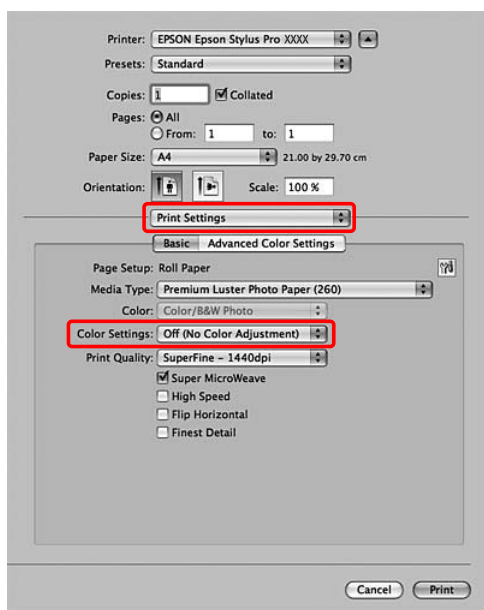 Printer: EPSON Epson Stylus Pro XXXX
Presets: Standard
Copies: 1 Collated
Pages: All
From: 1 to: 1
Paper Size: A4 21.00 by 29.70 cm
Orientation: Scale: 100 %
Print Settings
Basic Advanced Color Settings
Page Setup: Roll Paper
Media Type: Premium Luster Photo Paper (260)
Color: Color/B&W Photo
Color Settings: Off (No Color Adjustment)
Print Quality: SuperFine – 1440dpi
Super MicroWeave
High Speed
Flip Horizontal
Finest Detail
Cancel Print